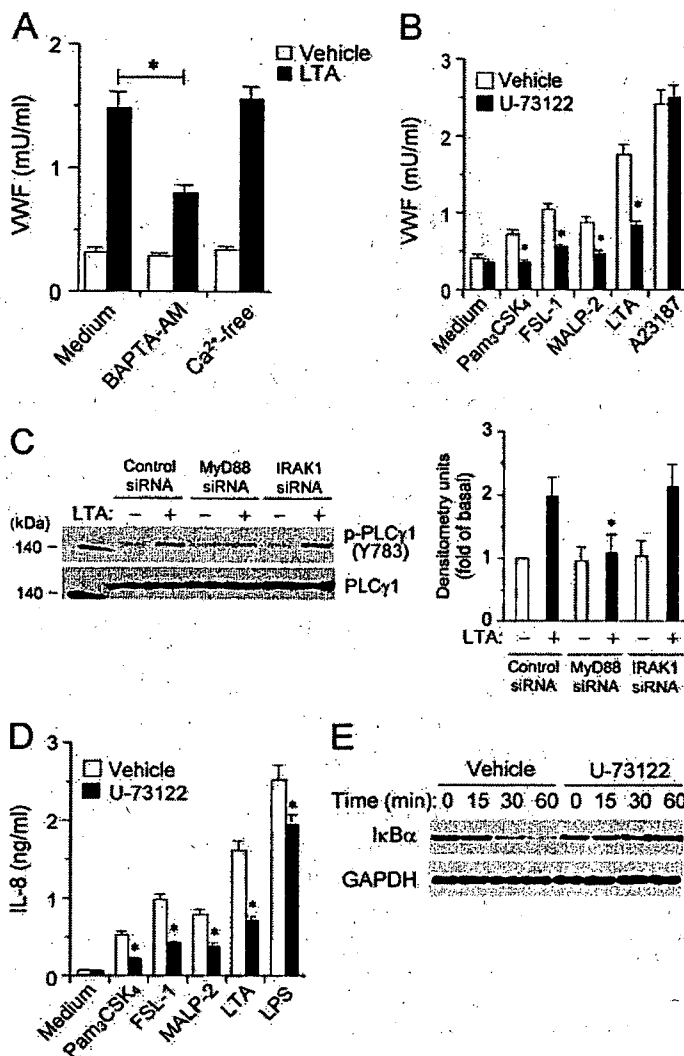 A
VWF (mU/ml)
2
1
0
*
Vehicle
LTA
Medium
BAPTA-AM
Ca2+-free
B
VWF (mU/ml)
3
2
1
0
Vehicle
U-73122
* * * *
Medium
Pam3CSK4
FSL-1
MALP-2
LTA
A23187
C
Control siRNA
MyD88 siRNA
IRAK1 siRNA
LTA: − + − + − +
(kDa)
140
p-PLCγ1 (Y783)
140
PLCγ1
Densitometry units (fold of basal)
3
2
1
0
*
LTA: − + − + − +
Control siRNA
MyD88 siRNA
IRAK1 siRNA
D
IL-8 (ng/ml)
3
2
1
0
Vehicle
U-73122
* * * * *
Medium
Pam3CSK4
FSL-1
MALP-2
LTA
LPS
E
Vehicle U-73122
Time (min): 0 15 30 60 0 15 30 60
IκBα
GAPDH